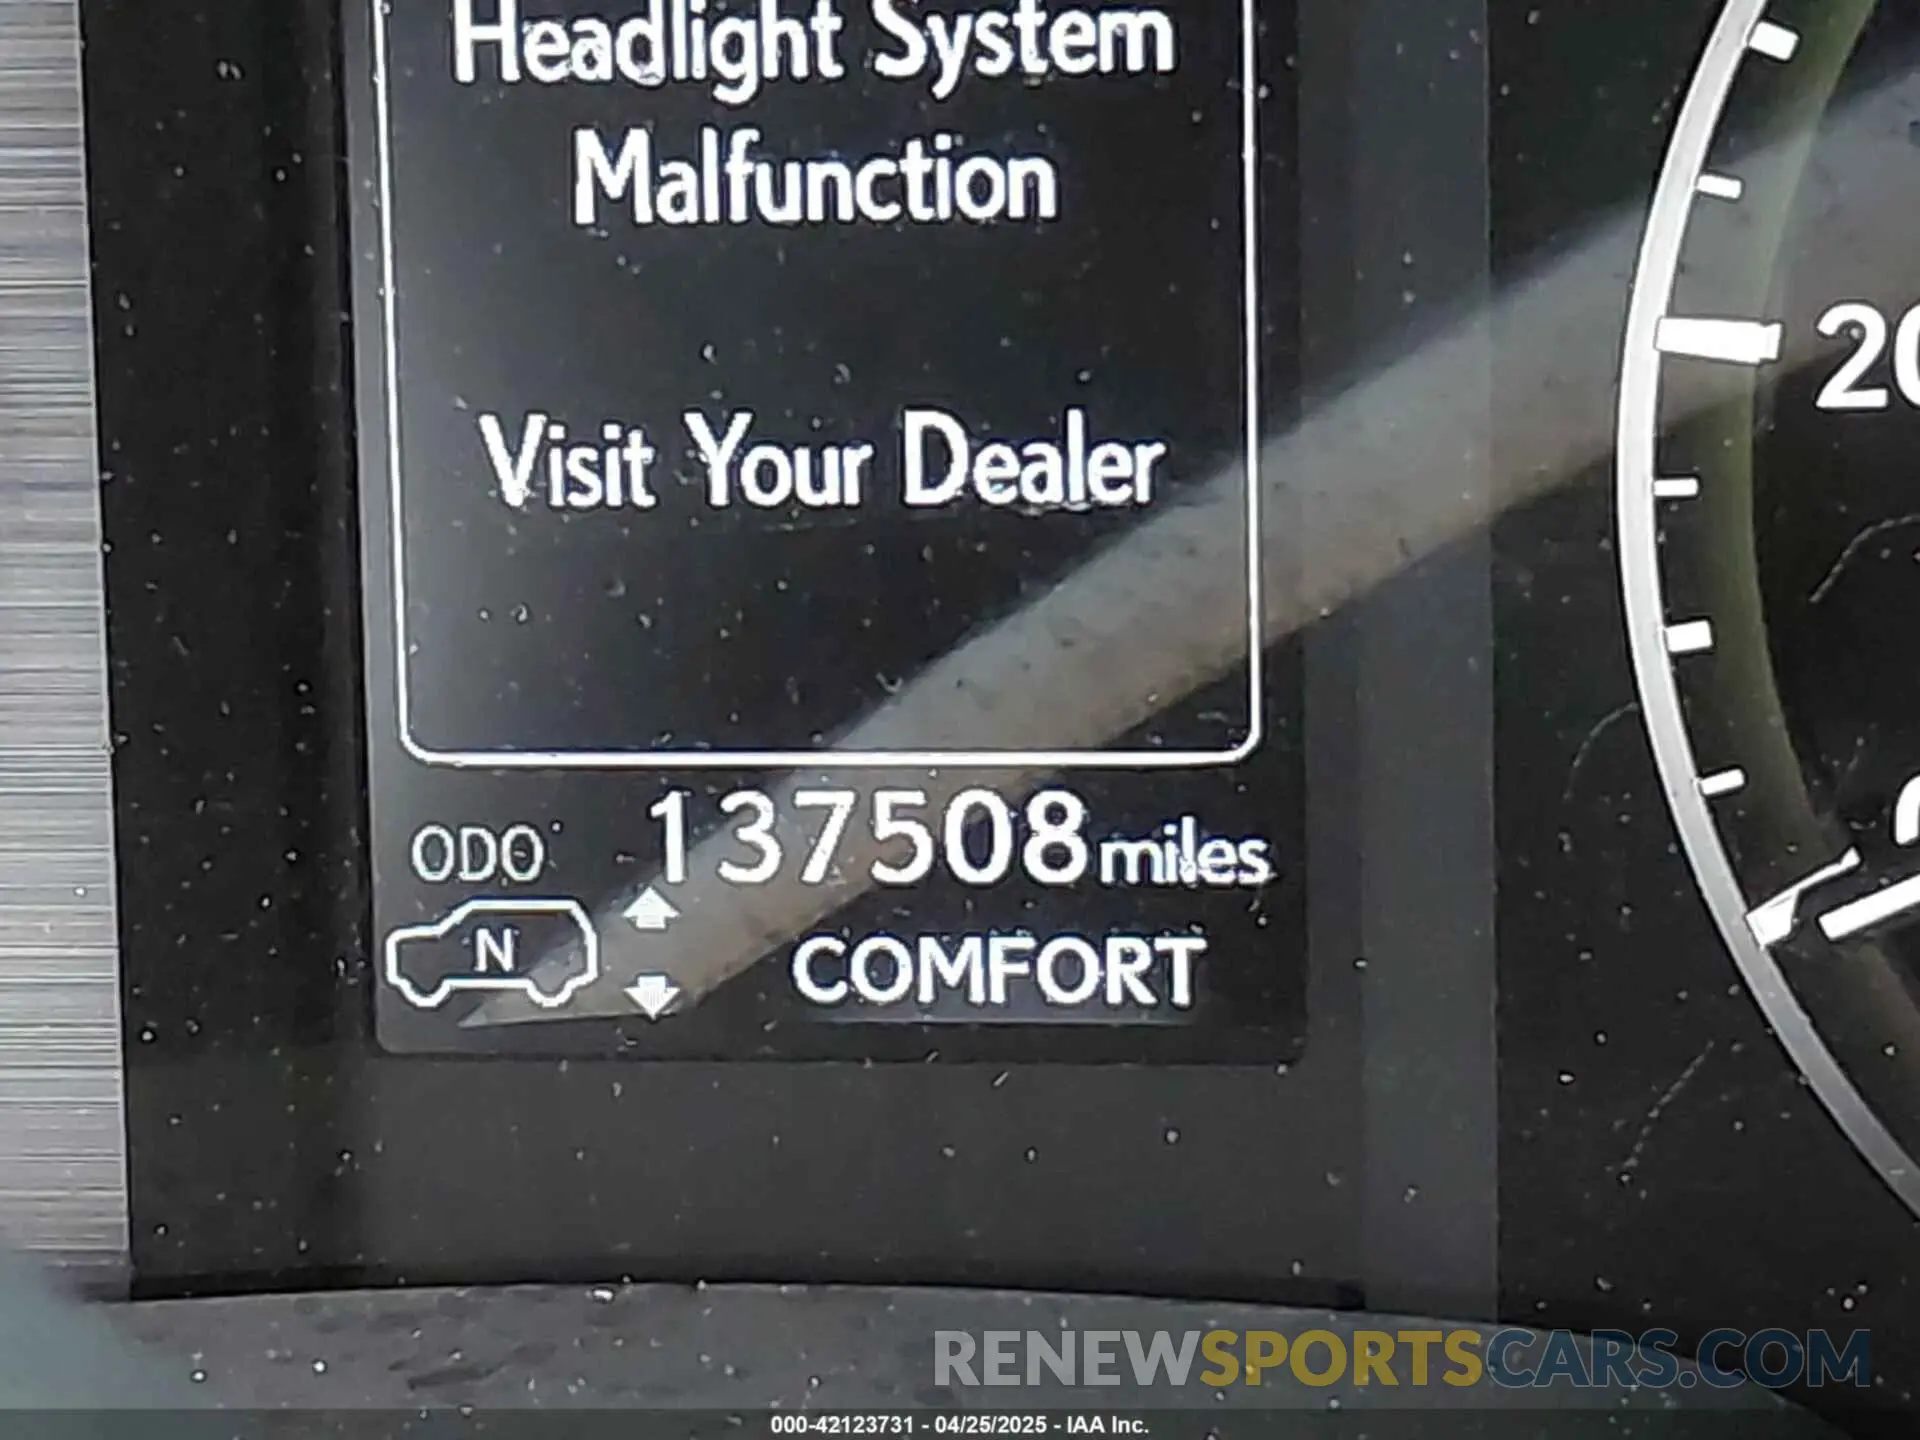 Headlight System
Malfunction
Visit Your Dealer
20
ODO 137508 miles
N COMFORT
RENEWSPORTSCARS.COM
000-42123731 - 04/25/2025 - IAA Inc.